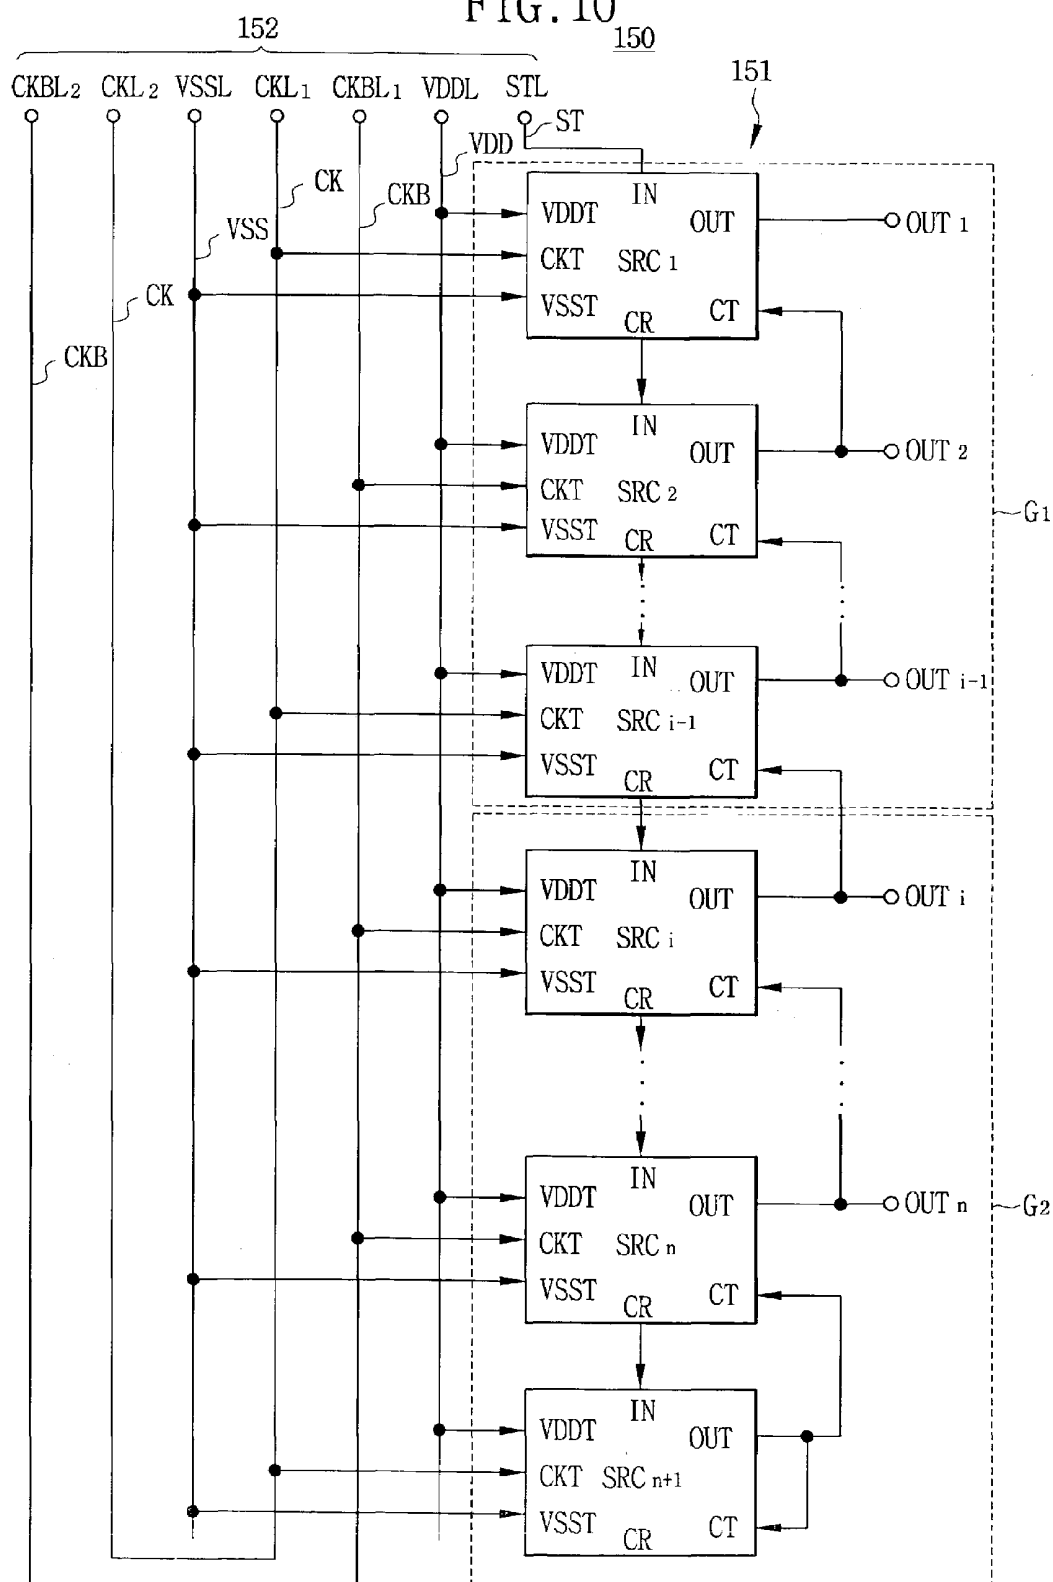 FIG. 10
152
150
151
CKBL2 CKL2 VSSL CKL1 CKBL1 VDDL STL
ST
VDD
CK
CKB
VSS
CK
CKB
IN
VDDT OUT
OUT 1
CKT SRC 1
VSST CT
CR
IN
VDDT OUT
OUT 2
CKT SRC 2
VSST CT
CR
G1
IN
VDDT OUT
OUT i-1
CKT SRC i-1
VSST CT
CR
IN
VDDT OUT
OUT i
CKT SRC i
VSST CT
CR
IN
VDDT OUT
OUT n
G2
CKT SRC n
VSST CT
CR
IN
VDDT OUT
CKT SRC n+1
VSST CT
CR